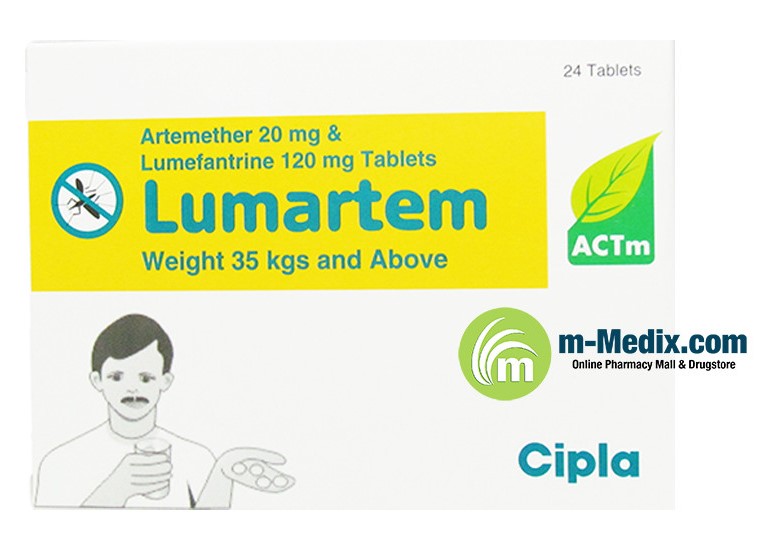 24 Tablets
Artemether 20 mg &
Lumefantrine 120 mg Tablets
Lumartem
Weight 35 kgs and Above
ACTm
m
m-Medix.com
Online Pharmacy Mall & Drugstore
Cipla